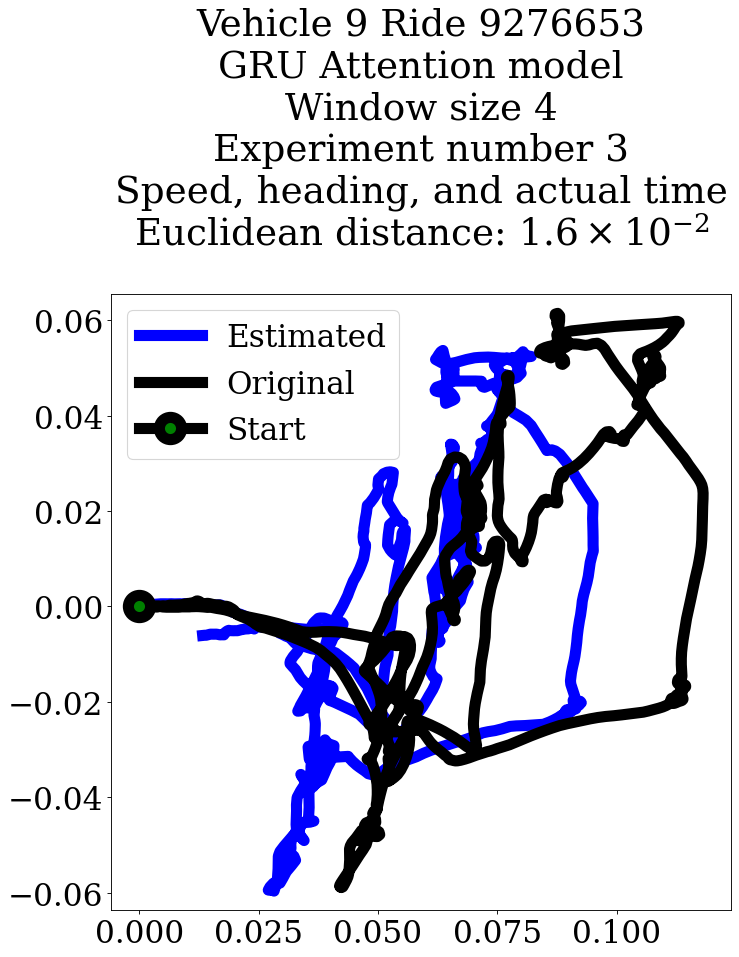 Vehicle 9 Ride 9276653
GRU Attention model
Window size 4
Experiment number 3
Speed, heading, and actual time
Euclidean distance: 1.6 × 10⁻²
Estimated
Original
Start
0.06
0.04
0.02
0.00
−0.02
−0.04
−0.06
0.000 0.025 0.050 0.075 0.100